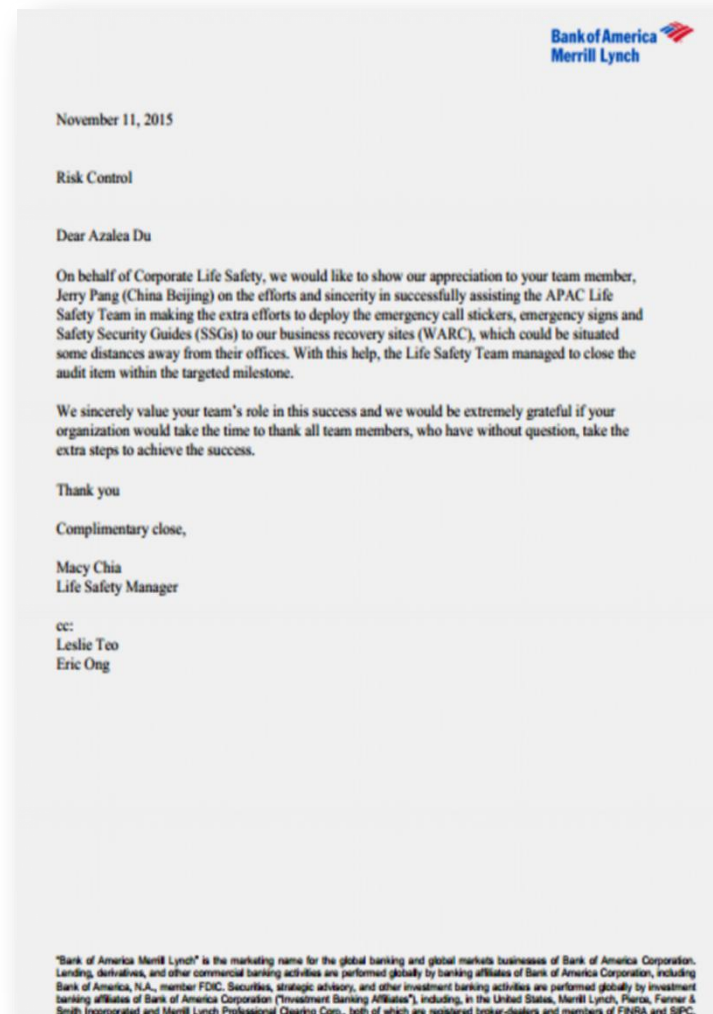 Bank of America
Merrill Lynch
November 11, 2015
Risk Control
Dear Azalea Du
On behalf of Corporate Life Safety, we would like to show our appreciation to your team member,
Jerry Pang (China Beijing) on the efforts and sincerity in successfully assisting the APAC Life
Safety Team in making the extra efforts to deploy the emergency call stickers, emergency signs and
Safety Security Guides (SSGs) to our business recovery sites (WARC), which could be situated
some distances away from their offices. With this help, the Life Safety Team managed to close the
audit item within the targeted milestone.
We sincerely value your team's role in this success and we would be extremely grateful if your
organization would take the time to thank all team members, who have without question, take the
extra steps to achieve the success.
Thank you
Complimentary close,
Macy Chia
Life Safety Manager
cc:
Leslie Teo
Eric Ong
"Bank of America Merrill Lynch" is the marketing name for the global banking and global markets businesses of Bank of America Corporation.
Lending, derivatives, and other commercial banking activities are performed globally by banking affiliates of Bank of America Corporation, including
Bank of America, N.A., member FDIC. Securities, strategic advisory, and other investment banking activities are performed globally by investment
banking affiliates of Bank of America Corporation ("Investment Banking Affiliates"), including, in the United States, Merrill Lynch, Pierce, Fenner &
Smith Incorporated and Merrill Lynch Professional Clearing Corp., both of which are registered broker-dealers and members of FINRA and SIPC,